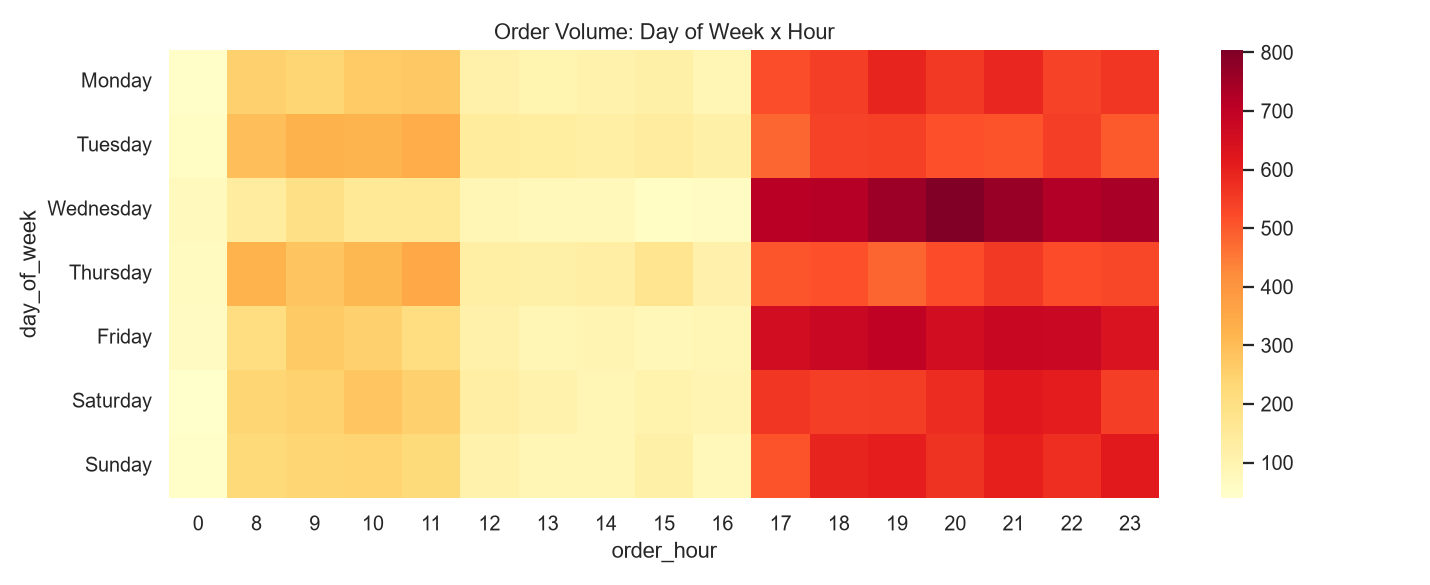 Order Volume: Day of Week x Hour
day_of_week
Monday
Tuesday
Wednesday
Thursday
Friday
Saturday
Sunday
0 8 9 10 11 12 13 14 15 16 17 18 19 20 21 22 23
order_hour
800
700
600
500
400
300
200
100